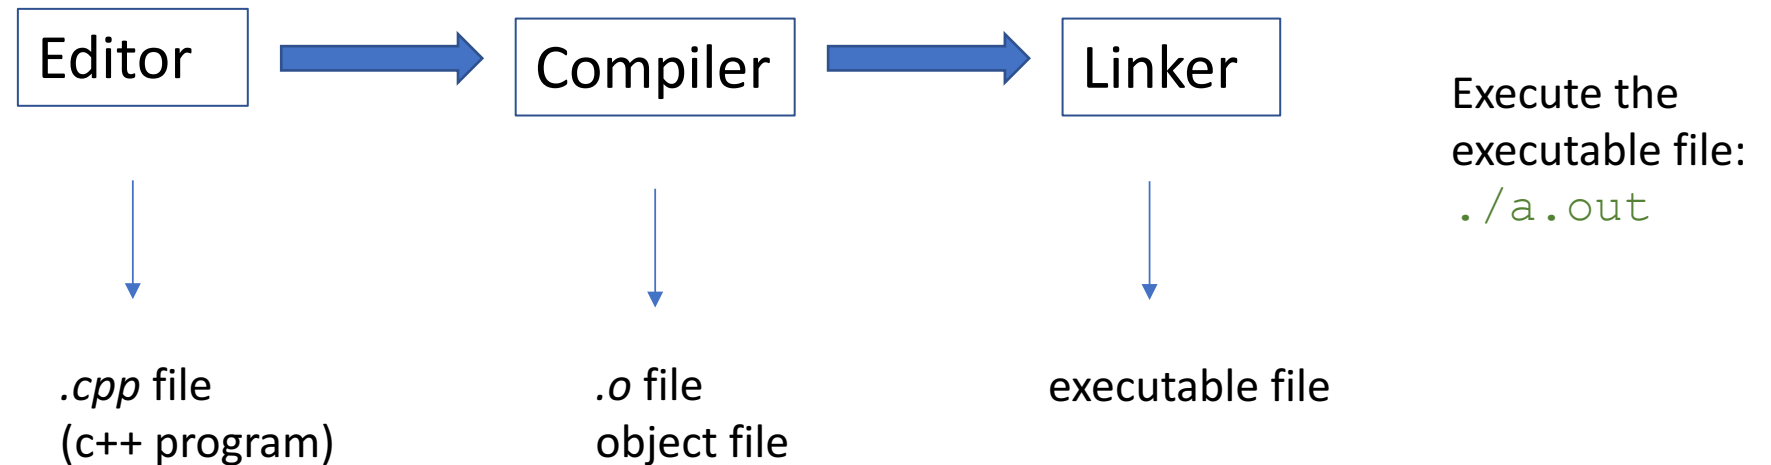 Editor
Compiler
Linker
Execute the
executable file:
./a.out
.cpp file
(c++ program)
.o file
object file
executable file